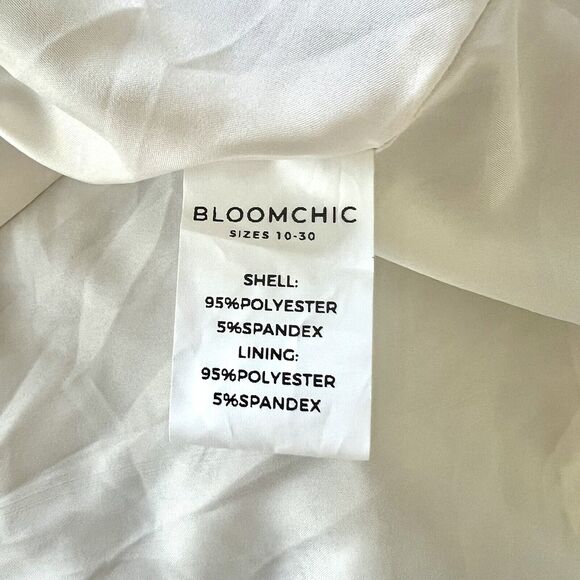 BLOOMCHIC
SIZES 10-30
SHELL:
95%POLYESTER
5%SPANDEX
LINING:
95%POLYESTER
5%SPANDEX